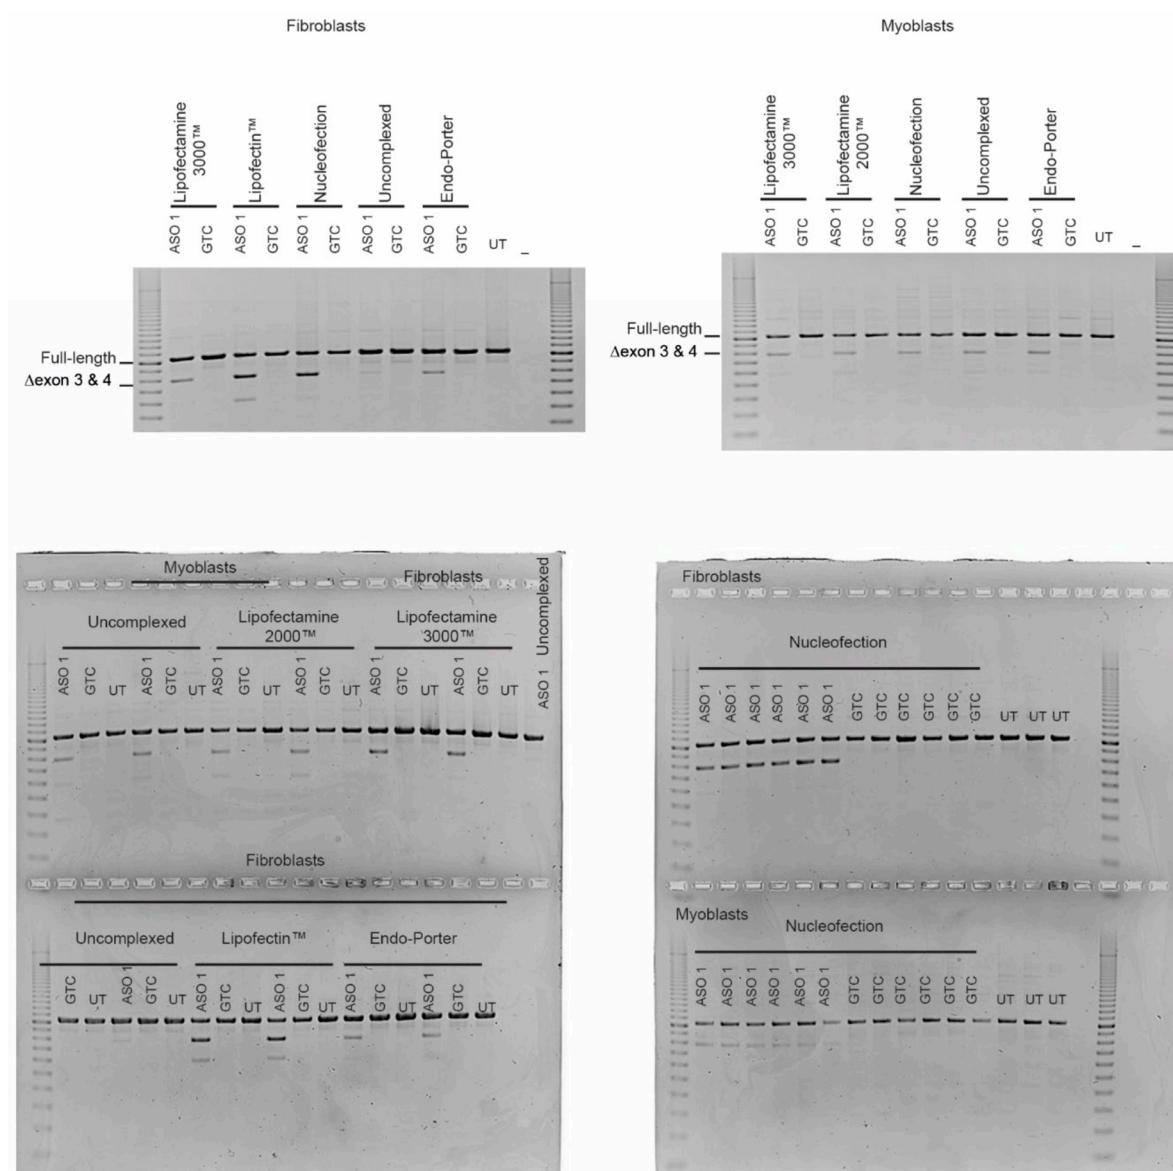 Fibroblasts
Lipofectamine
3000™
Lipofectin™
Nucleofection
Uncomplexed
Endo-Porter
ASO 1
GTC
ASO 1
GTC
ASO 1
GTC
ASO 1
GTC
ASO 1
GTC
UT
–
Full-length
Δexon 3 & 4
Myoblasts
Lipofectamine
3000™
Lipofectamine
2000™
Nucleofection
Uncomplexed
Endo-Porter
ASO 1
GTC
ASO 1
GTC
ASO 1
GTC
ASO 1
GTC
ASO 1
GTC
UT
–
Full-length
Δexon 3 & 4
Myoblasts
Fibroblasts
Uncomplexed
Lipofectamine
2000™
Lipofectamine
3000™
Uncomplexed
ASO 1
GTC
UT
ASO 1
GTC
UT
ASO 1
GTC
UT
ASO 1
GTC
UT
ASO 1
GTC
UT
ASO 1
GTC
UT
ASO 1
Fibroblasts
Uncomplexed
Lipofectin™
Endo-Porter
GTC
UT
ASO 1
GTC
UT
ASO 1
GTC
UT
ASO 1
GTC
UT
ASO 1
GTC
UT
ASO 1
GTC
UT
Fibroblasts
Nucleofection
ASO 1
ASO 1
ASO 1
ASO 1
ASO 1
ASO 1
GTC
GTC
GTC
GTC
GTC
GTC
UT
UT
UT
Myoblasts
Nucleofection
ASO 1
ASO 1
ASO 1
ASO 1
ASO 1
ASO 1
GTC
GTC
GTC
GTC
GTC
GTC
UT
UT
UT